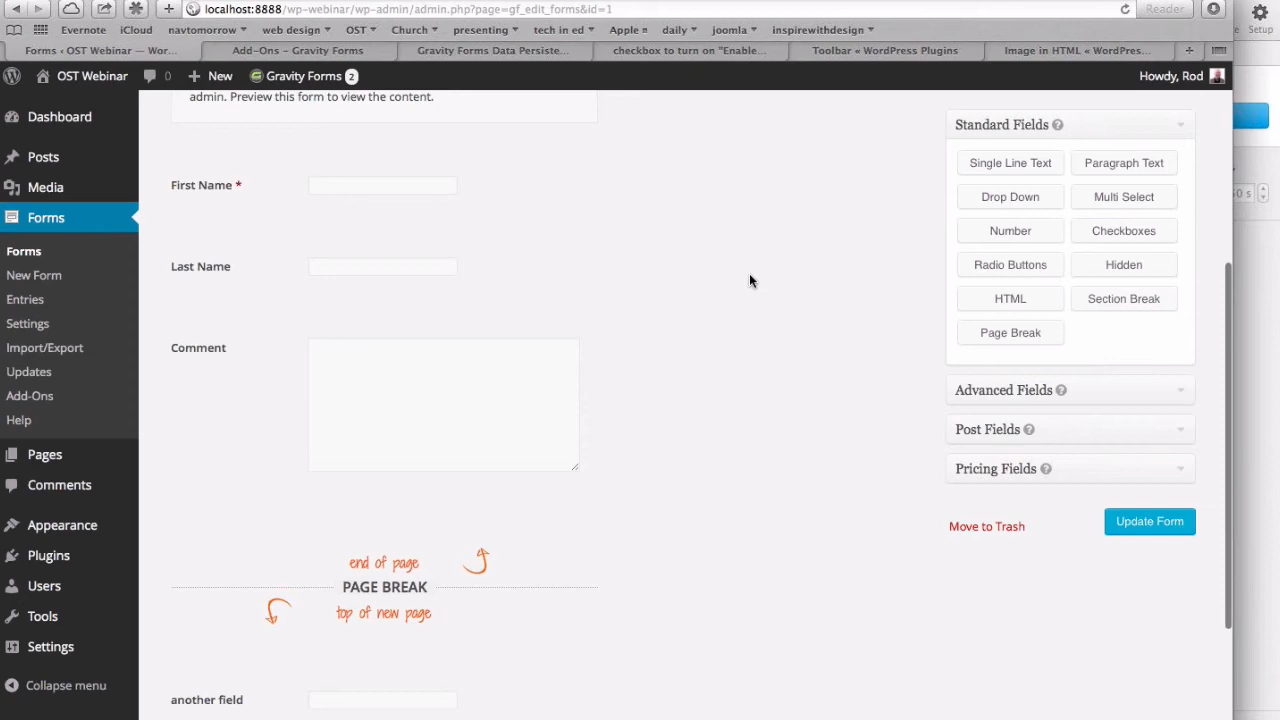 localhost:8888/wp-webinar/wp-admin/admin.php?page=gf_edit_forms&id=1
Reader
Evernote iCloud navtomorrow web design OST Church presenting tech in ed Apple daily joomla inspirewithdesign
Setup
Forms ‹ OST Webinar — Wor...
Add-Ons – Gravity Forms
Gravity Forms Data Persiste...
checkbox to turn on "Enable...
Toolbar « WordPress Plugins
Image in HTML « WordPres...
OST Webinar 0 New Gravity Forms 2
Howdy, Rod
Dashboard
Posts
Media
Forms
Forms
New Form
Entries
Settings
Import/Export
Updates
Add-Ons
Help
Pages
Comments
Appearance
Plugins
Users
Tools
Settings
Collapse menu
admin. Preview this form to view the content.
First Name *
Last Name
Comment
end of page
PAGE BREAK
top of new page
another field
Standard Fields
Single Line Text Paragraph Text
Drop Down Multi Select
Number Checkboxes
Radio Buttons Hidden
HTML Section Break
Page Break
Advanced Fields
Post Fields
Pricing Fields
Move to Trash
Update Form